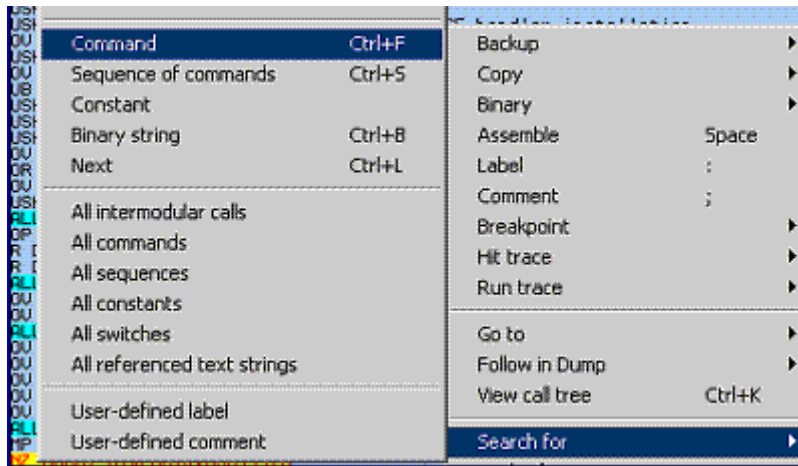 Command Ctrl+F
Sequence of commands Ctrl+S
Constant
Binary string Ctrl+B
Next Ctrl+L
All intermodular calls
All commands
All sequences
All constants
All switches
All referenced text strings
User-defined label
User-defined comment
Backup
Copy
Binary
Assemble Space
Label :
Comment ;
Breakpoint
Hit trace
Run trace
Go to
Follow in Dump
View call tree Ctrl+K
Search for